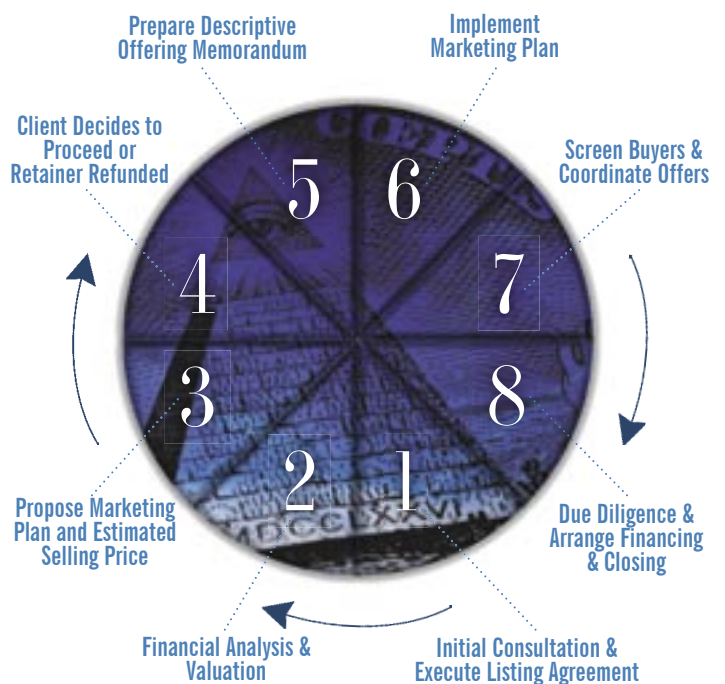 Prepare Descriptive
Offering Memorandum
Implement
Marketing Plan
Client Decides to
Proceed or
Retainer Refunded
Screen Buyers &
Coordinate Offers
5
6
4
7
3
8
2
1
MDCCLXXVI
Propose Marketing
Plan and Estimated
Selling Price
Due Diligence &
Arrange Financing
& Closing
Financial Analysis &
Valuation
Initial Consultation &
Execute Listing Agreement